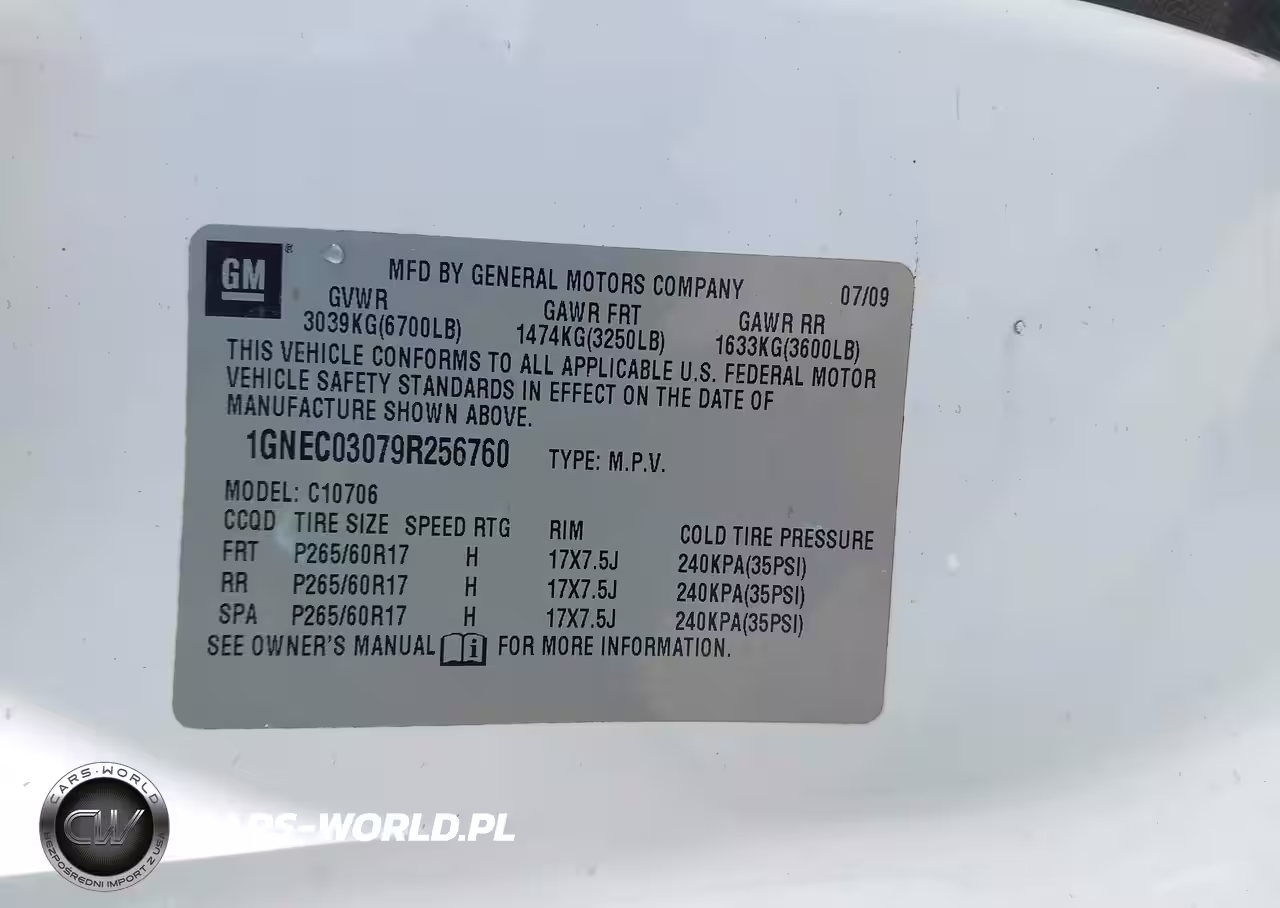 GM ®
MFD BY GENERAL MOTORS COMPANY 07/09
GVWR GAWR FRT GAWR RR
3039KG(6700LB) 1474KG(3250LB) 1633KG(3600LB)
THIS VEHICLE CONFORMS TO ALL APPLICABLE U.S. FEDERAL MOTOR
VEHICLE SAFETY STANDARDS IN EFFECT ON THE DATE OF
MANUFACTURE SHOWN ABOVE.
1GNEC03079R256760 TYPE: M.P.V.
MODEL: C10706
CCQD TIRE SIZE SPEED RTG RIM COLD TIRE PRESSURE
FRT P265/60R17 H 17X7.5J 240KPA(35PSI)
RR P265/60R17 H 17X7.5J 240KPA(35PSI)
SPA P265/60R17 H 17X7.5J 240KPA(35PSI)
SEE OWNER'S MANUAL i FOR MORE INFORMATION.
CARS-WORLD
CW
BEZPOŚREDNI IMPORT Z USA
CARS-WORLD.PL